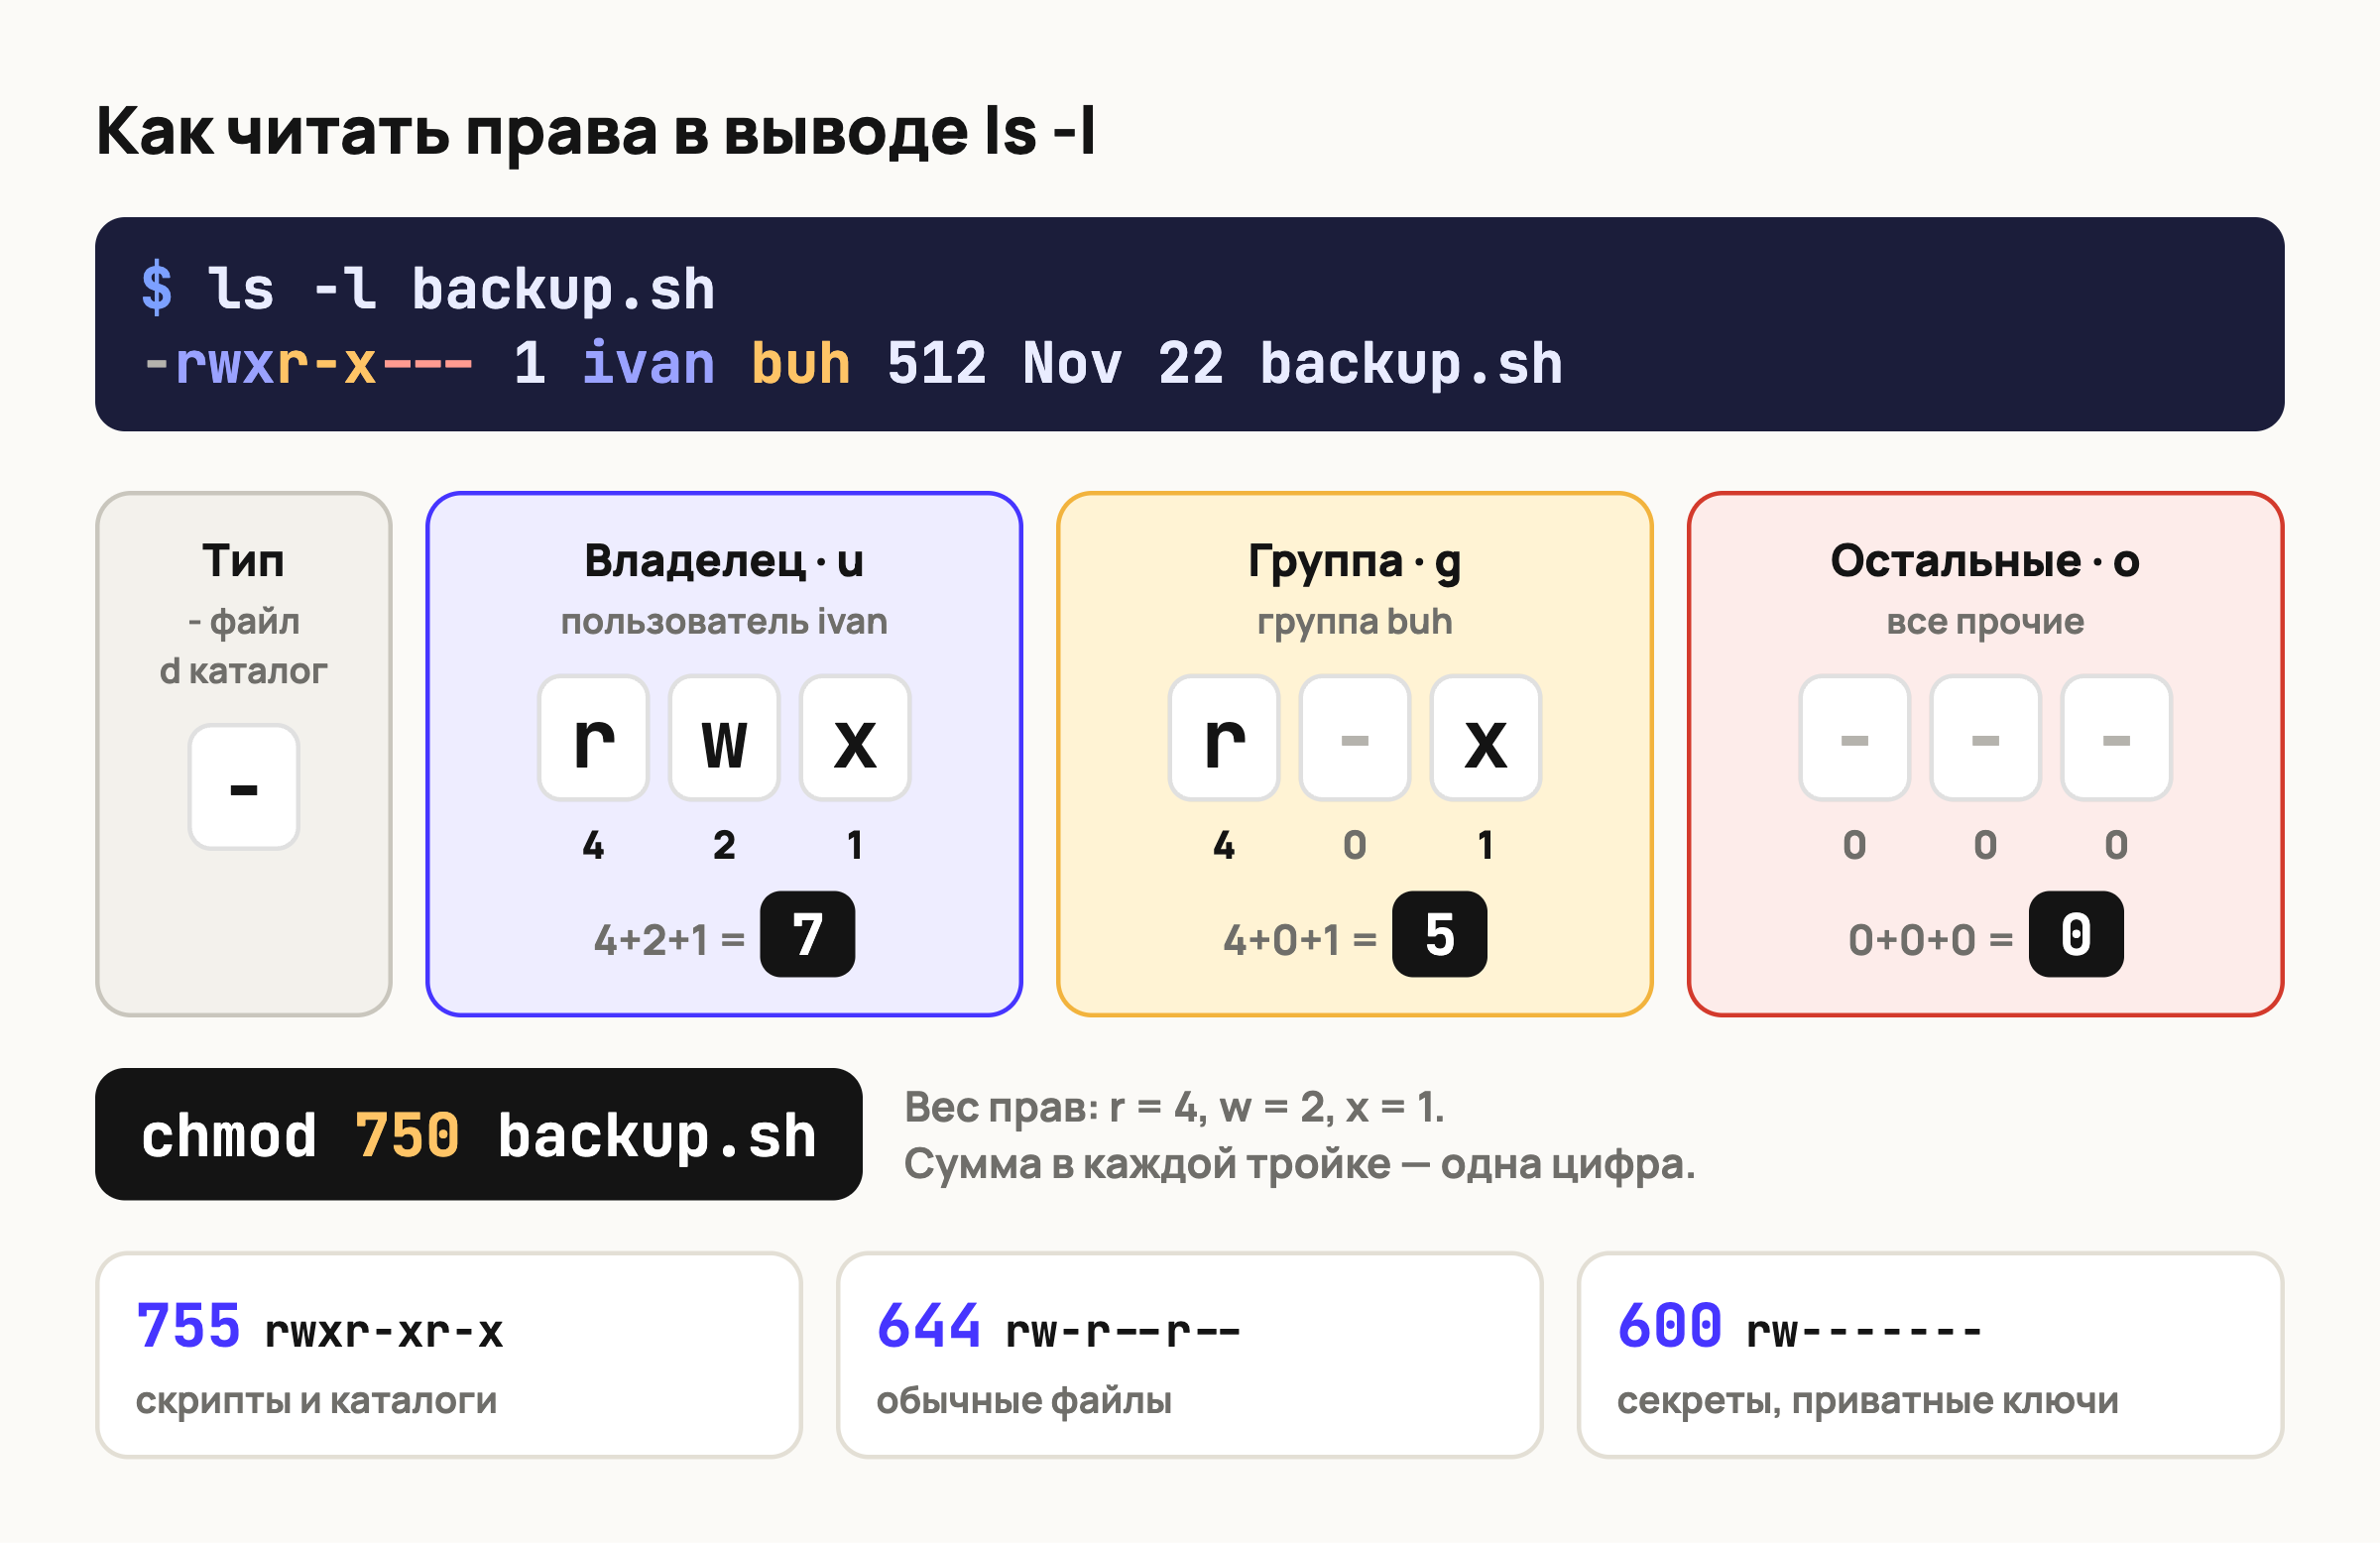 Как читать права в выводе ls -l
$ ls -l backup.sh
-rwxr-x--- 1 ivan buh 512 Nov 22 backup.sh
Тип
- файл
d каталог
-
Владелец · u
пользователь ivan
r w x
4 2 1
4+2+1 = 7
Группа · g
группа buh
r - x
4 0 1
4+0+1 = 5
Остальные · o
все прочие
- - -
0 0 0
0+0+0 = 0
chmod 750 backup.sh
Вес прав: r = 4, w = 2, x = 1.
Сумма в каждой тройке — одна цифра.
755 rwxr-xr-x
скрипты и каталоги
644 rw-r--r--
обычные файлы
600 rw-------
секреты, приватные ключи